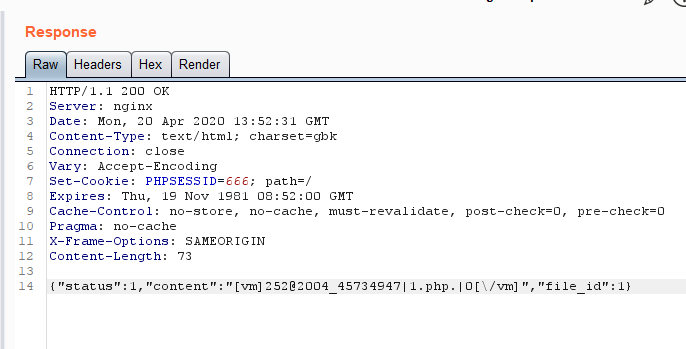 Response
Raw Headers Hex Render
1 HTTP/1.1 200 OK
2 Server: nginx
3 Date: Mon, 20 Apr 2020 13:52:31 GMT
4 Content-Type: text/html; charset=gbk
5 Connection: close
6 Vary: Accept-Encoding
7 Set-Cookie: PHPSESSID=666; path=/
8 Expires: Thu, 19 Nov 1981 08:52:00 GMT
9 Cache-Control: no-store, no-cache, must-revalidate, post-check=0, pre-check=0
10 Pragma: no-cache
11 X-Frame-Options: SAMEORIGIN
12 Content-Length: 73
13
14 {"status":1,"content":"[vm]252@2004_45734947|1.php.|0[\/vm]","file_id":1}